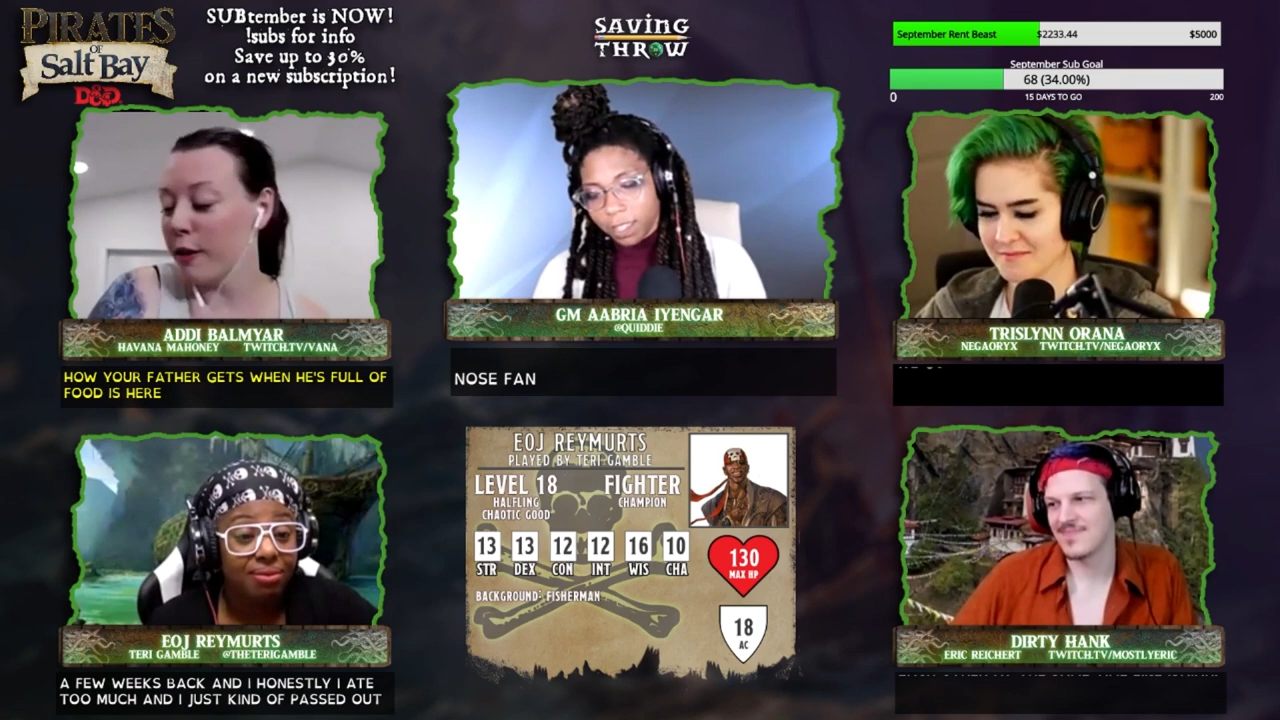 PIRATES
OF
Salt Bay
D&D
SUBtember is NOW!
!subs for info
Save up to 30%
on a new subscription!
SAVING
THROW
September Rent Beast $2233.44 $5000
September Sub Goal
68 (34.00%)
0 15 DAYS TO GO 200
ADDI BALMYAR
HAVANA MAHONEY TWITCH.TV/VANA
HOW YOUR FATHER GETS WHEN HE'S FULL OF
FOOD IS HERE
GM AABRIA IYENGAR
@QUIDDIE
NOSE FAN
TRISLYNN ORANA
NEGAORYX TWITCH.TV/NEGAORYX
EOJ REYMURTS
TERI GAMBLE @THETERIGAMBLE
A FEW WEEKS BACK AND I HONESTLY I ATE
TOO MUCH AND I JUST KIND OF PASSED OUT
EOJ REYMURTS
PLAYED BY TERI GAMBLE
LEVEL 18 FIGHTER
HALFLING CHAMPION
CHAOTIC GOOD
13 13 12 12 16 10
STR DEX CON INT WIS CHA
BACKGROUND: FISHERMAN
130
MAX HP
18
AC
DIRTY HANK
ERIC REICHERT TWITCH.TV/MOSTLYERIC